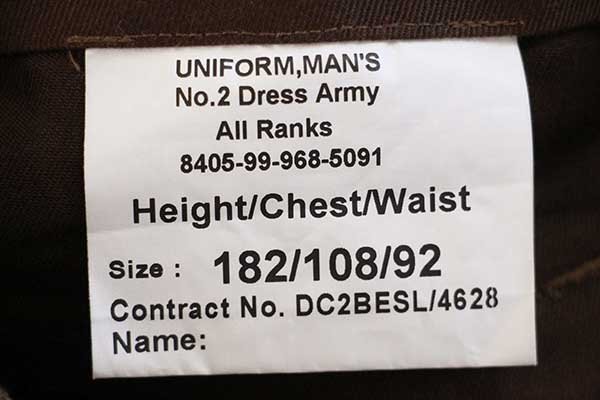 UNIFORM,MAN'S
No.2 Dress Army
All Ranks
8405-99-968-5091
Height/Chest/Waist
Size : 182/108/92
Contract No. DC2BESL/4628
Name: